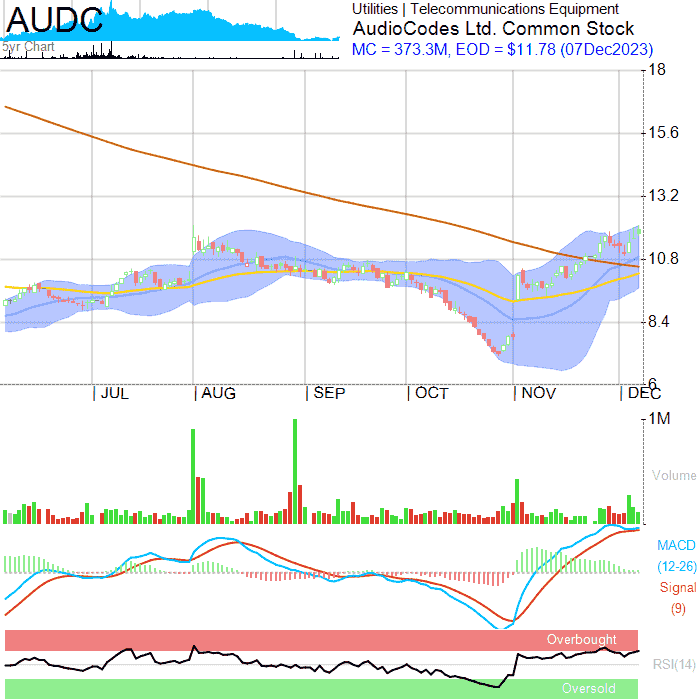 AUDC
5yr Chart
Utilities | Telecommunications Equipment
AudioCodes Ltd. Common Stock
MC = 373.3M, EOD = $11.78 (07Dec2023)
18
15.6
13.2
10.8
8.4
6
JUL AUG SEP OCT NOV DEC
1M
Volume
MACD
(12-26)
Signal
(9)
Overbought
RSI(14)
Oversold